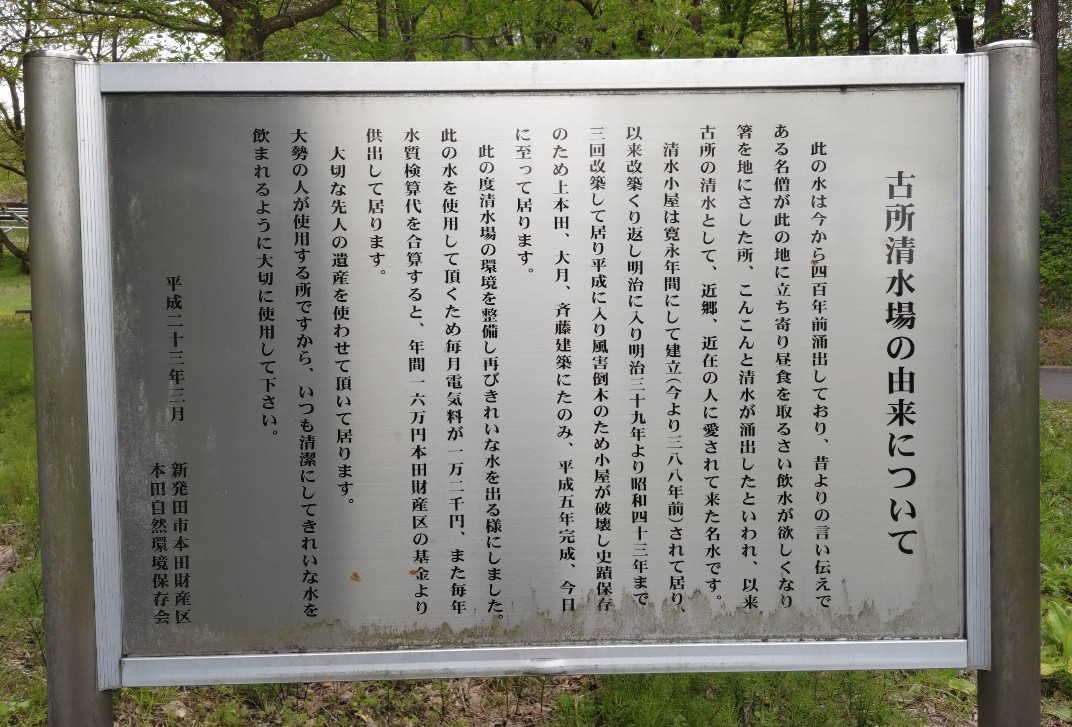 古所清水場の由来について
此の水は今から四百年前涌出しており、昔よりの言い伝えで
ある名僧が此の地に立ち寄り昼食を取るさい飲水が欲しくなり
箸を地にさした所、こんこんと清水が涌出したといわれ、以来
古所の清水として、近郷、近在の人に愛されて来た名水です。
清水小屋は寛永年間にして建立(今より三八八年前)されて居り、
以来改築くり返し明治に入り明治三十九年より昭和四十三年まで
三回改築して居り平成に入り風害倒木のため小屋が破壊し史蹟保存
のため上本田、大月、斉藤建築にたのみ、平成五年完成、今日
に至って居ります。
此の度清水場の環境を整備し再びきれいな水を出る様にしました。
此の水を使用して頂くため毎月電気料が一万二千円、また毎年
水質検算代を合算すると、年間一六万円本田財産区の基金より
供出して居ります。
大切な先人の遺産を使わせて頂いて居ります。
大勢の人が使用する所ですから、いつも清潔にしてきれいな水を
飲まれるように大切に使用して下さい。
平成二十三年三月
新発田市本田財産区
本田自然環境保存会